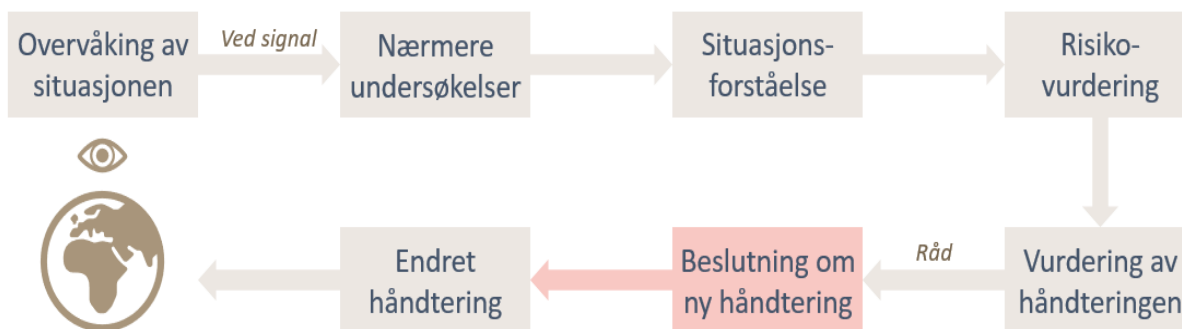 Overvåking av
situasjonen
Ved signal
Nærmere
undersøkelser
Situasjons-
forståelse
Risiko-
vurdering
Vurdering av
håndteringen
Råd
Beslutning om
ny håndtering
Endret
håndtering